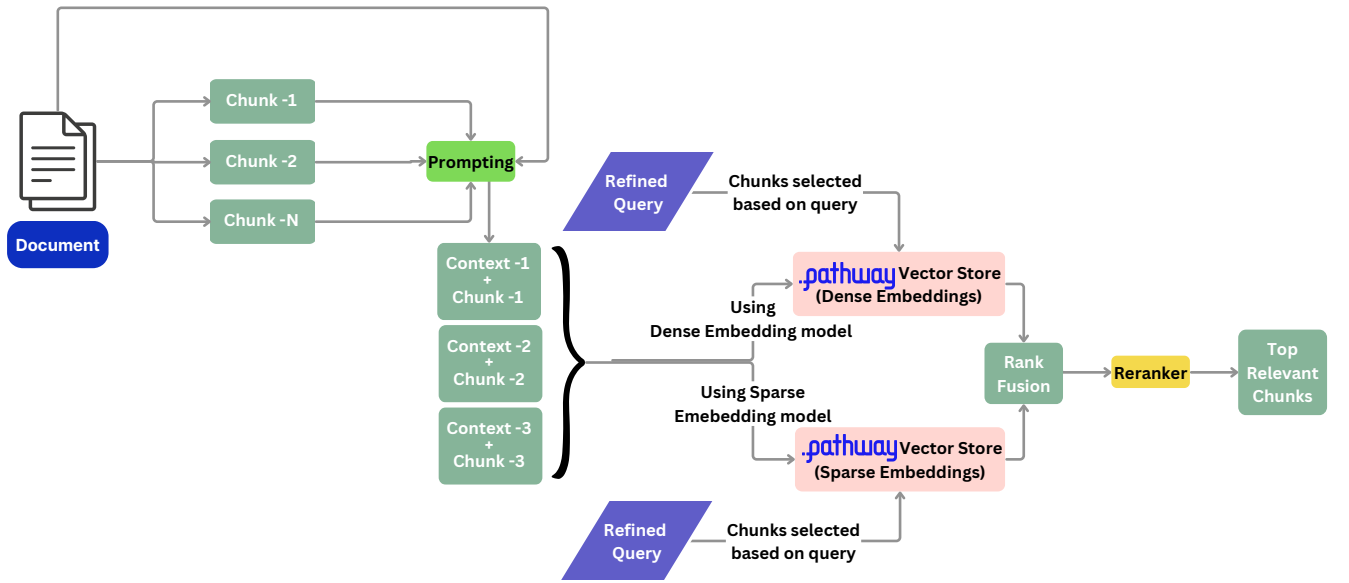 Document
Chunk -1
Chunk -2
Chunk -N
Prompting
Context -1
+
Chunk -1
Context -2
+
Chunk -2
Context -3
+
Chunk -3
Refined
Query
Chunks selected
based on query
Using
Dense Embedding model
.pathway Vector Store
(Dense Embeddings)
Using Sparse
Emebedding model
.pathway Vector Store
(Sparse Embeddings)
Refined
Query
Chunks selected
based on query
Rank
Fusion
Reranker
Top
Relevant
Chunks